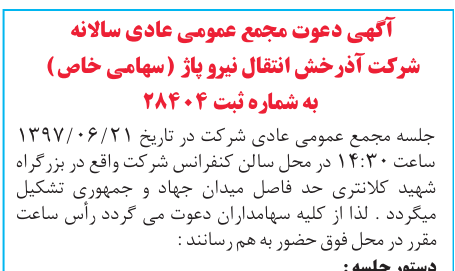 آگهی دعوت مجمع عمومی عادی سالانه
شرکت آذرخش انتقال نیرو پاژ (سهامی خاص)
به شماره ثبت ۲۸۴۰۴
جلسه مجمع عمومی عادی شرکت در تاریخ ۱۳۹۷/۰۶/۲۱
ساعت ۱۴:۳۰ در محل سالن کنفرانس شرکت واقع در بزرگراه
شهید کلانتری حد فاصل میدان جهاد و جمهوری تشکیل
میگردد . لذا از کلیه سهامداران دعوت می گردد رأس ساعت
مقرر در محل فوق حضور به هم رسانند :
دستور جلسه :